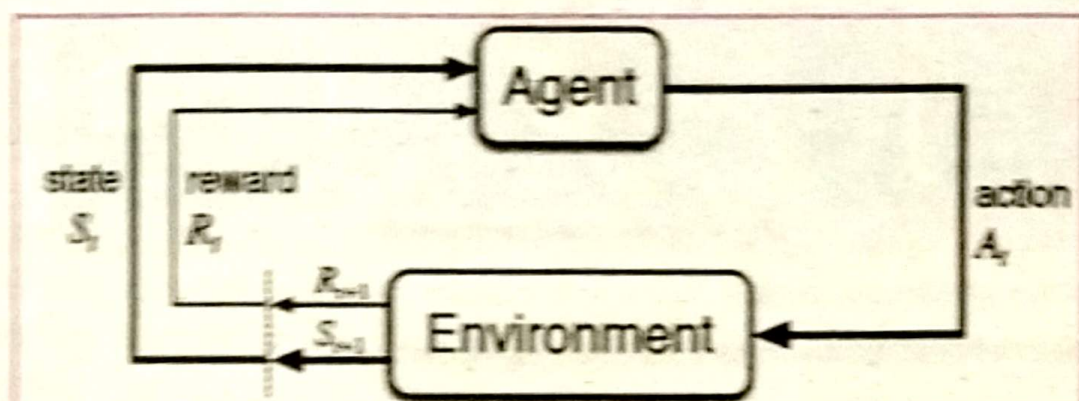 Agent
state
S_t
reward
R_t
action
A_t
R_{t+1}
S_{t+1}
Environment